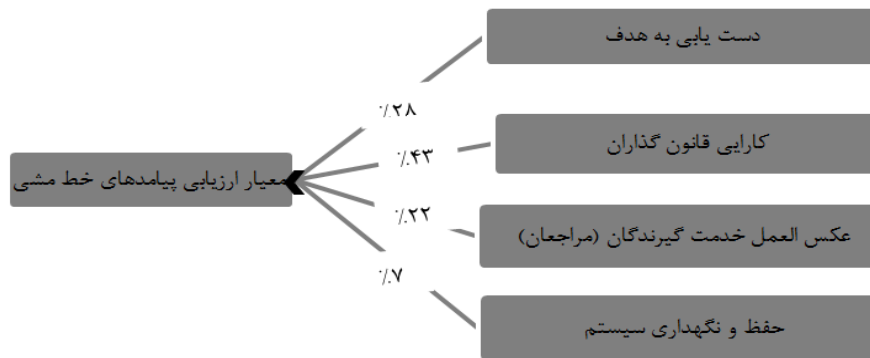 دست یابی به هدف
٪۲۸
کارایی قانون گذاران
٪۴۳
معیار ارزیابی پیامدهای خط مشی
٪۲۲
عکس العمل خدمت گیرندگان (مراجعان)
٪۷
حفظ و نگهداری سیستم